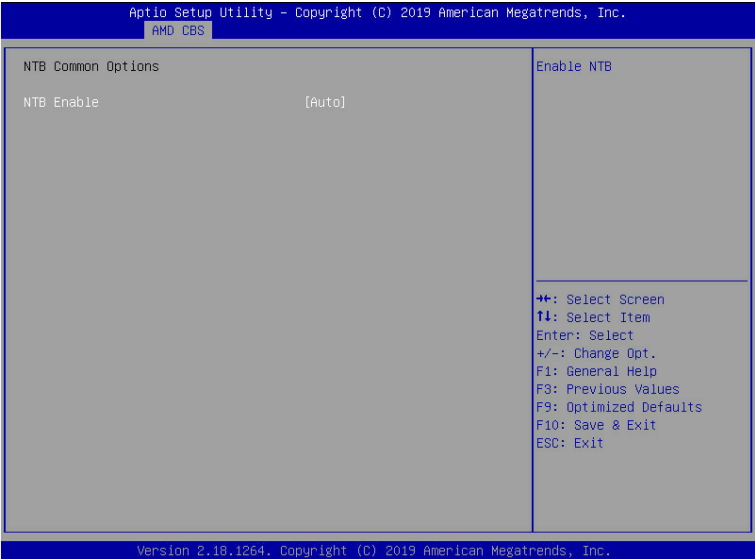 Aptio Setup Utility – Copyright (C) 2019 American Megatrends, Inc.
AMD CBS
NTB Common Options
NTB Enable [Auto]
Enable NTB
→←: Select Screen
↑↓: Select Item
Enter: Select
+/-: Change Opt.
F1: General Help
F3: Previous Values
F9: Optimized Defaults
F10: Save & Exit
ESC: Exit
Version 2.18.1264. Copyright (C) 2019 American Megatrends, Inc.